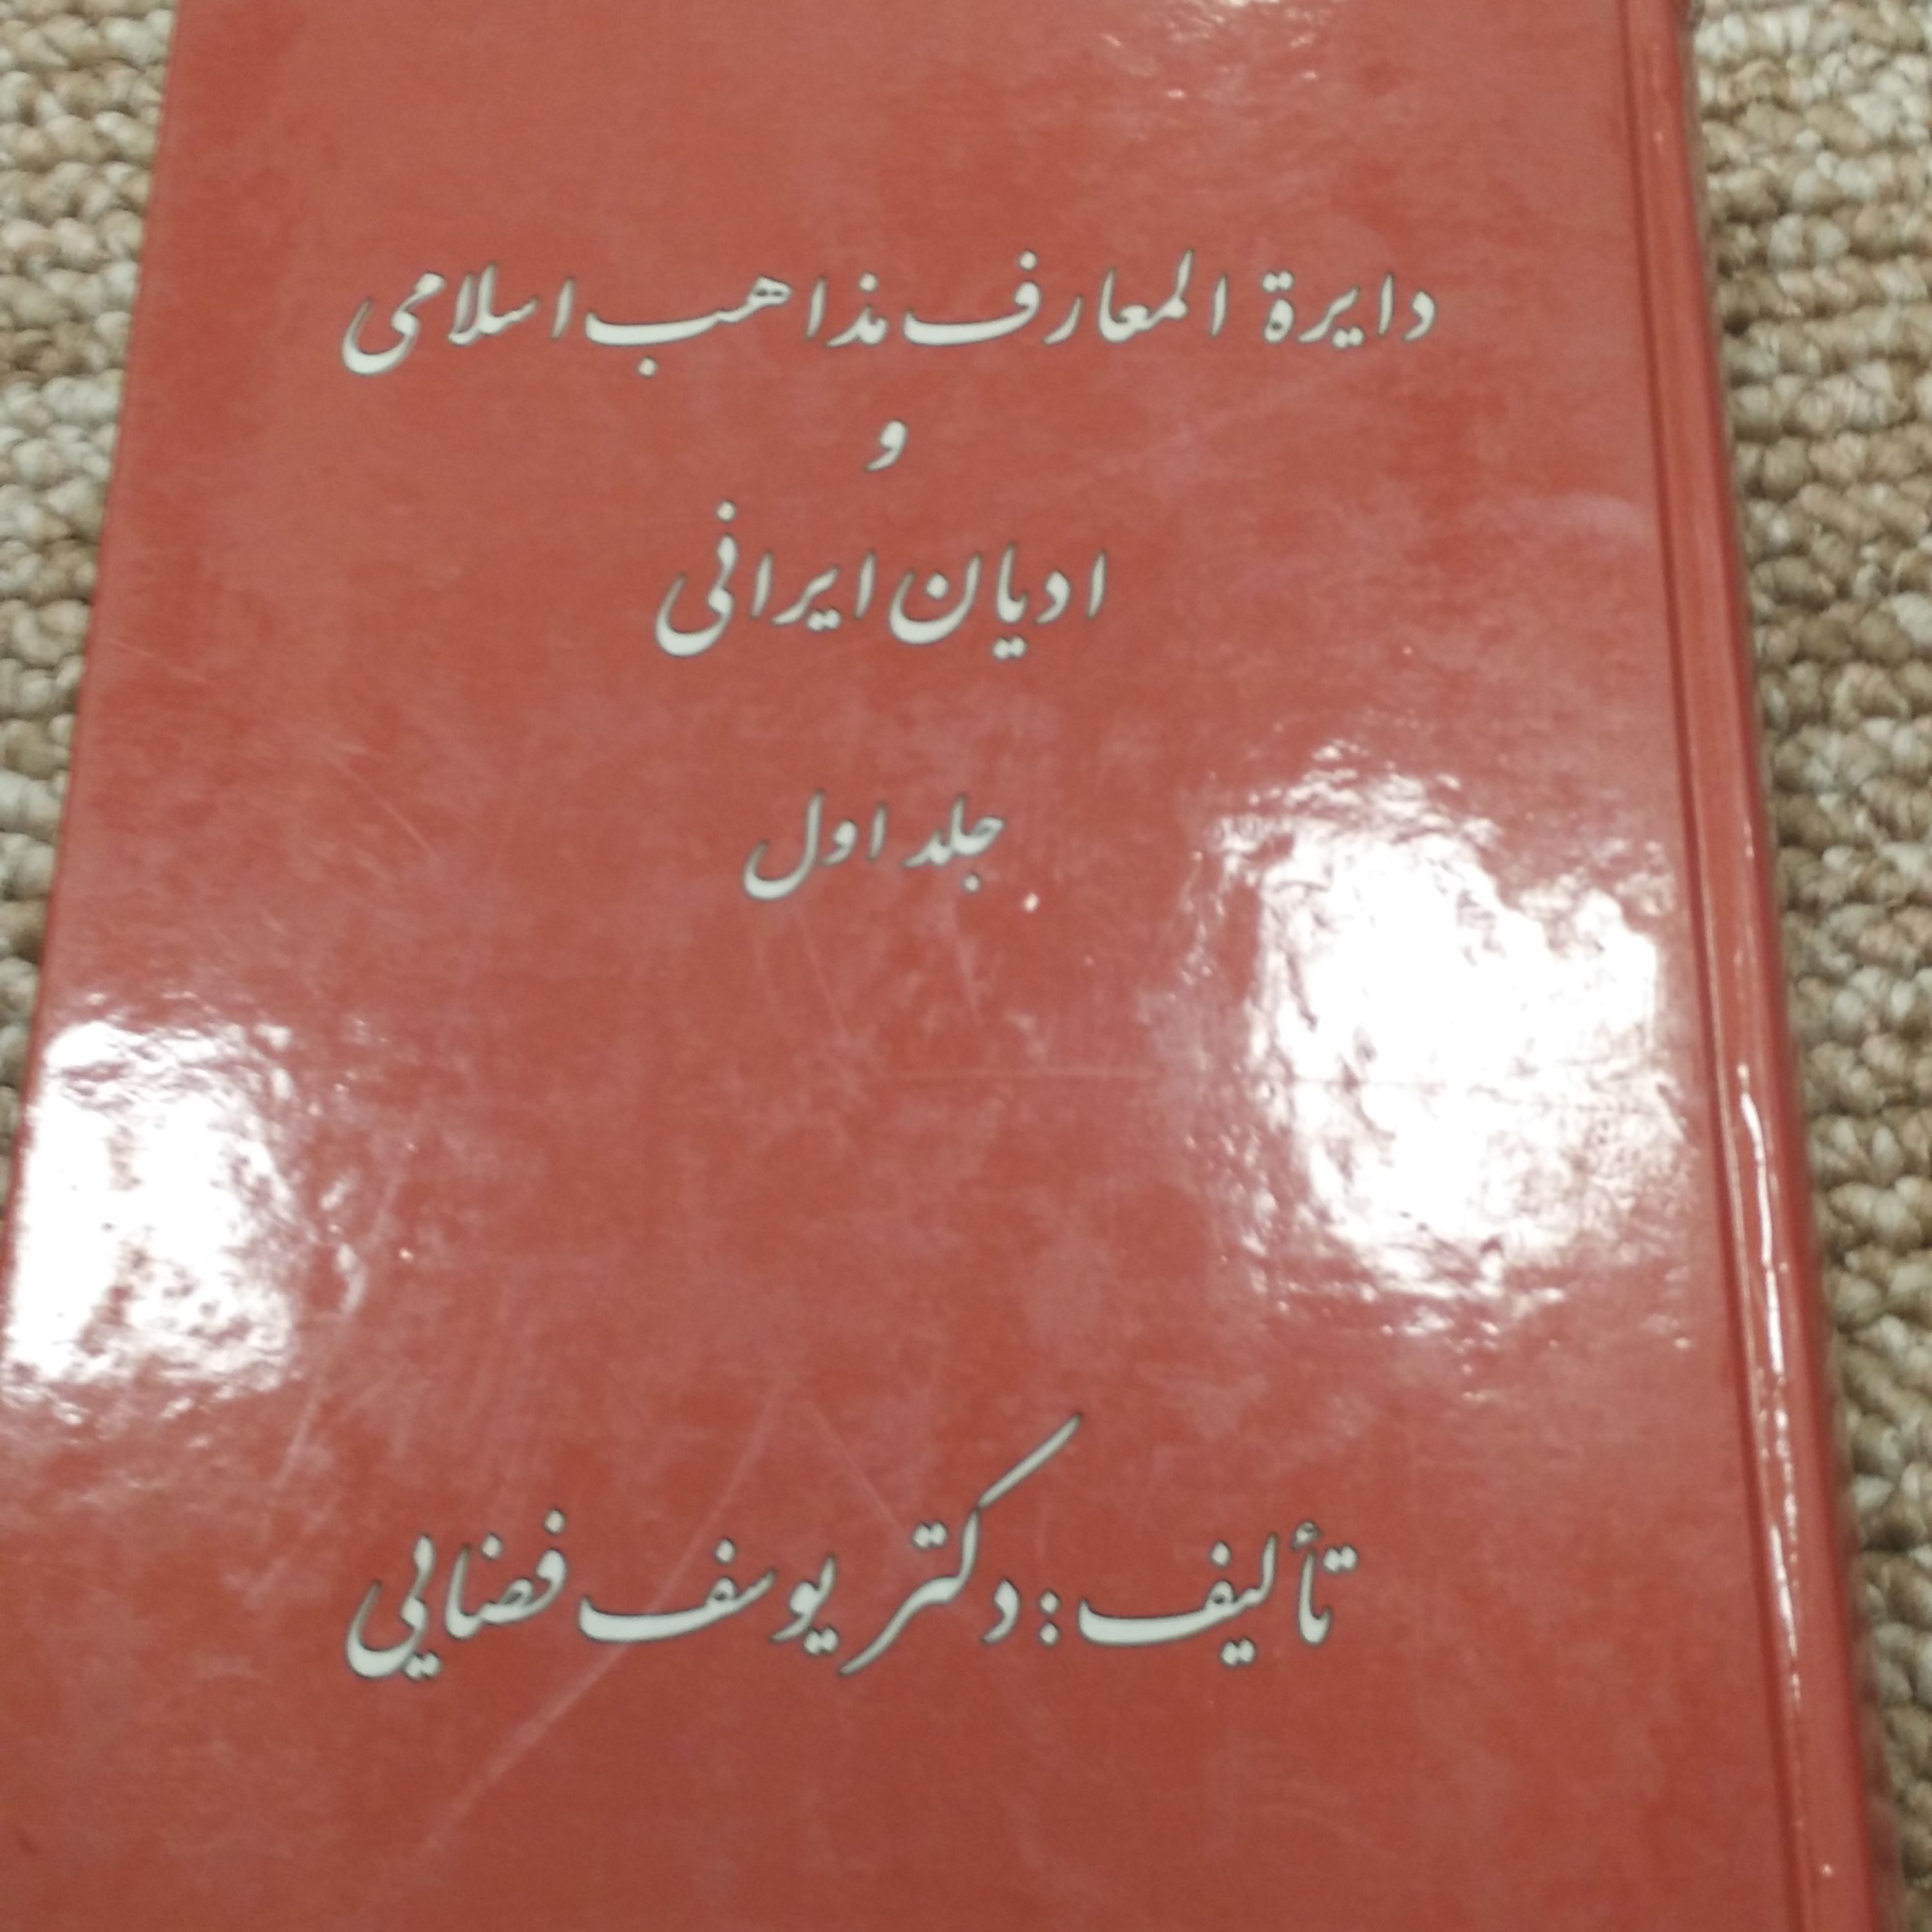 دایرة المعارف مذاهب اسلامی
و
ادیان ایرانی
جلد اول
تألیف : دکتر یوسف فضایی